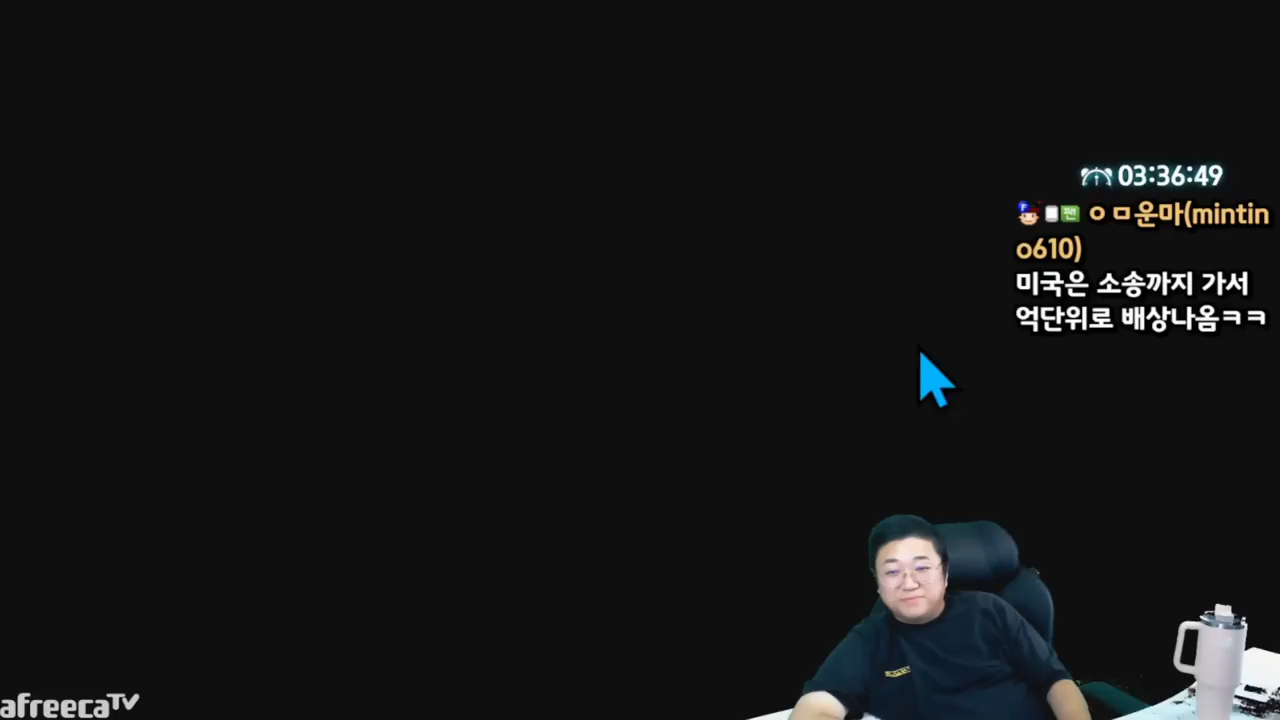 03:36:49
팬 ㅇㅁ운마(mintin
o610)
미국은 소송까지 가서
억단위로 배상나옴ㅋㅋ
afreecaTV